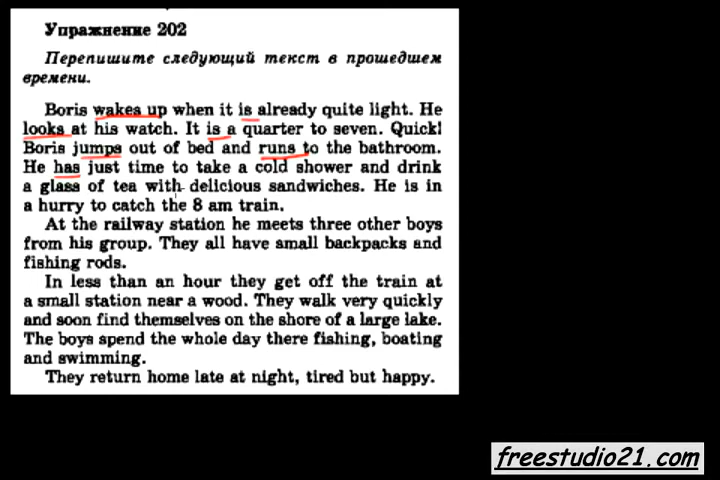 Упражнение 202
Перепишите следующий текст в прошедшем
времени.
Boris wakes up when it is already quite light. He
looks at his watch. It is a quarter to seven. Quick!
Boris jumps out of bed and runs to the bathroom.
He has just time to take a cold shower and drink
a glass of tea with delicious sandwiches. He is in
a hurry to catch the 8 am train.
At the railway station he meets three other boys
from his group. They all have small backpacks and
fishing rods.
In less than an hour they get off the train at
a small station near a wood. They walk very quickly
and soon find themselves on the shore of a large lake.
The boys spend the whole day there fishing, boating
and swimming.
They return home late at night, tired but happy.
freestudio21.com